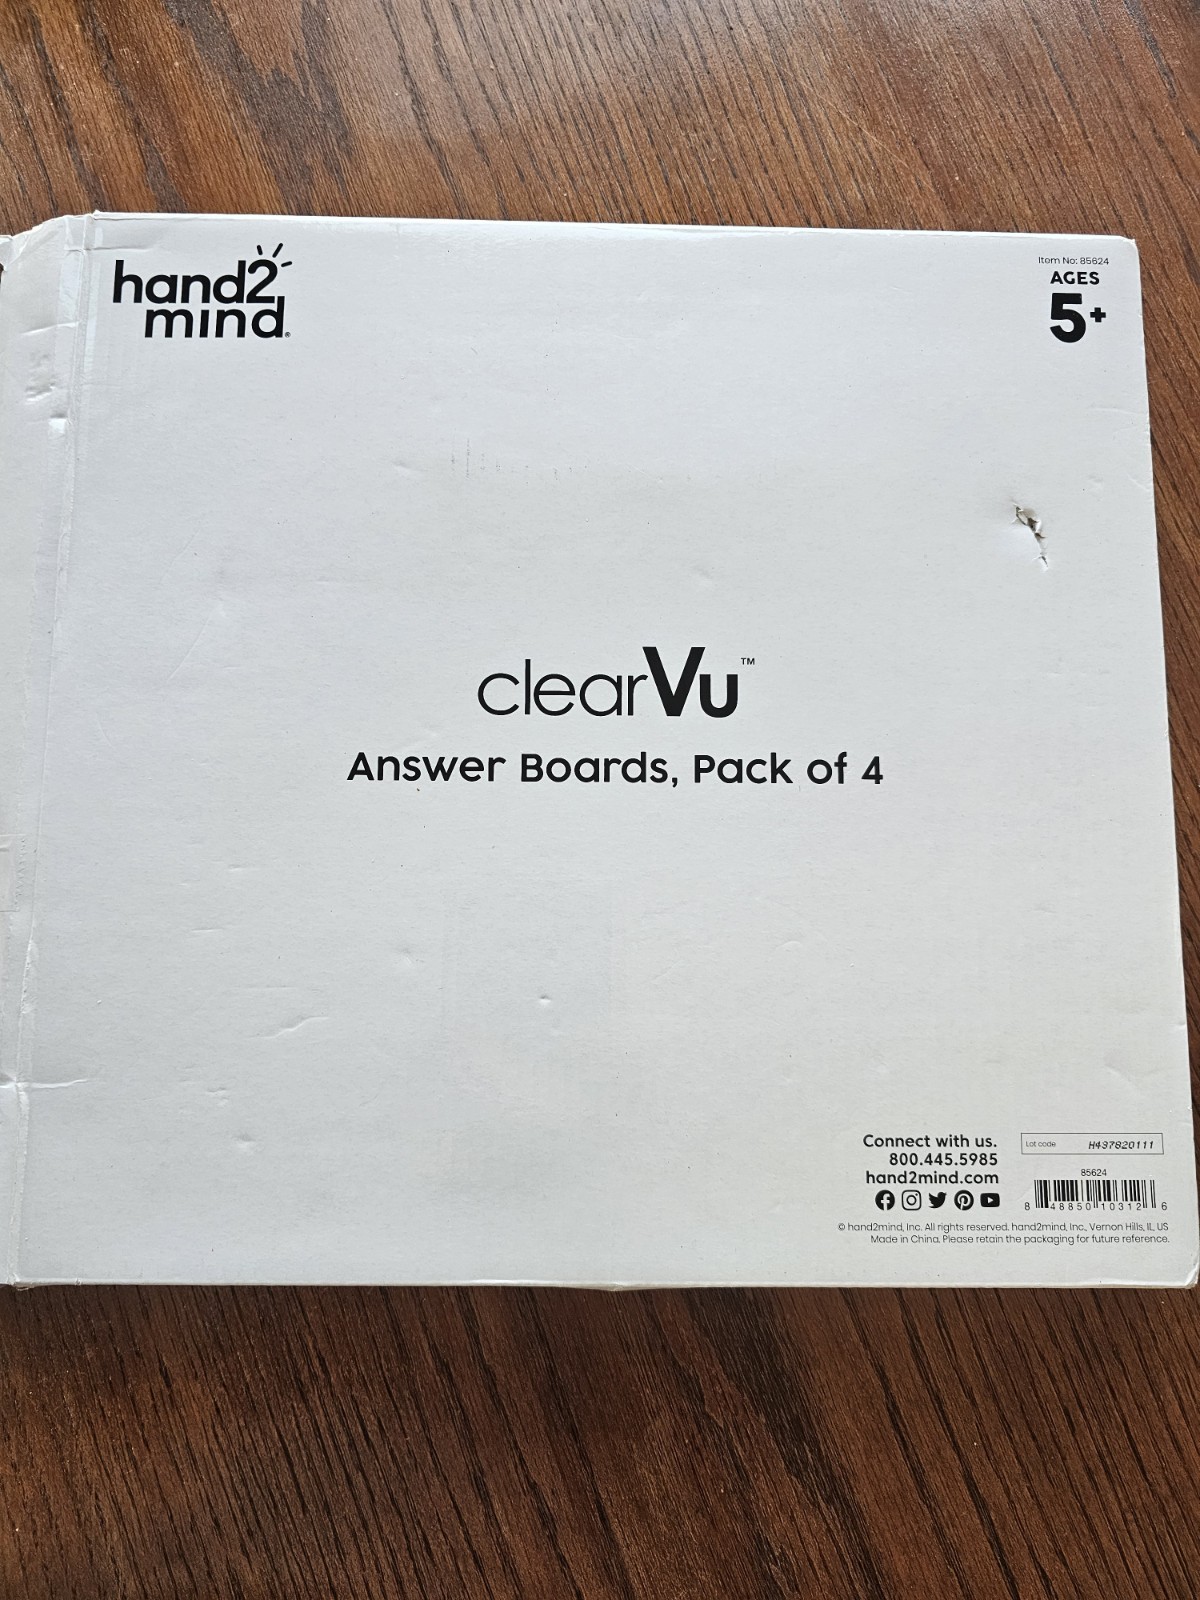 hand2
mind®
Item No: 85624
AGES
5+
clearVu™
Answer Boards, Pack of 4
Connect with us.
800.445.5985
hand2mind.com
Lot code H437820111
85624
8 48850 10312 6
© hand2mind, Inc. All rights reserved. hand2mind, Inc., Vernon Hills, IL, US
Made in China. Please retain the packaging for future reference.